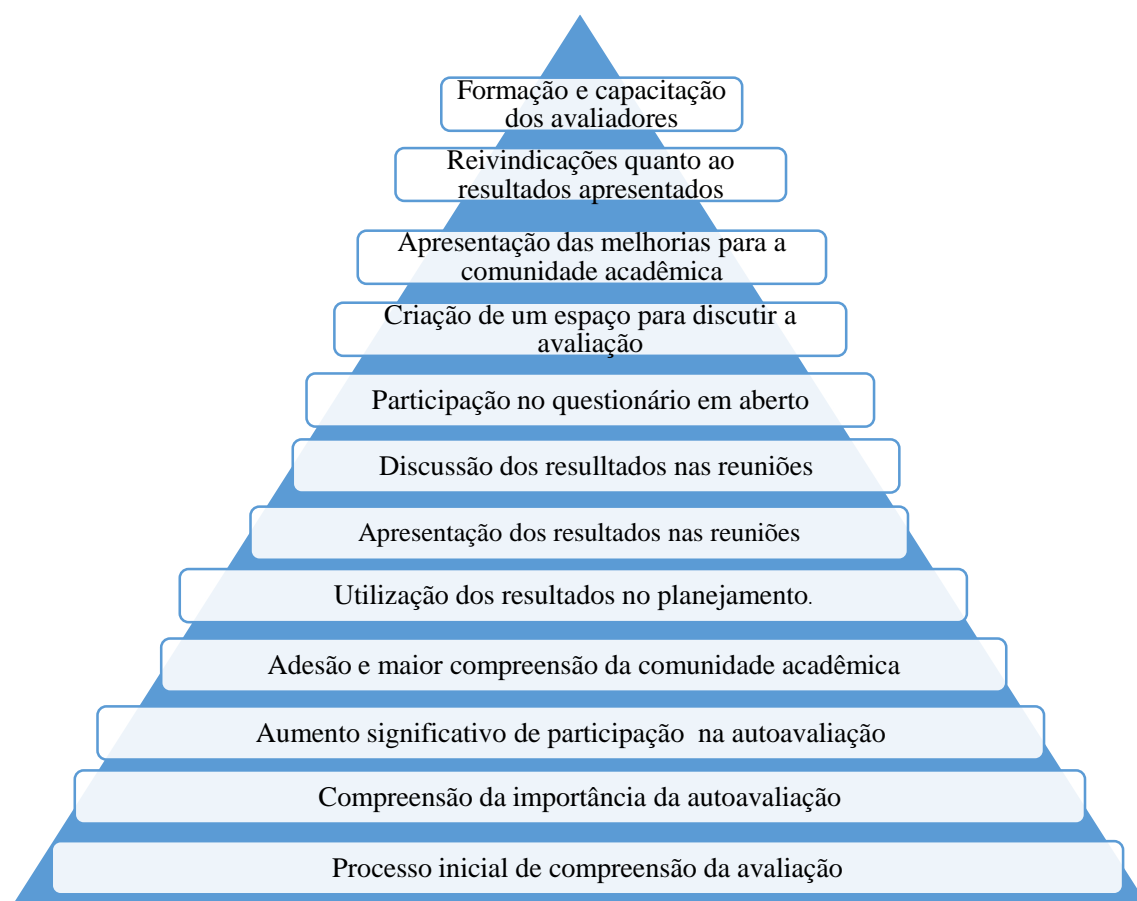 Formação e capacitação
dos avaliadores
Reivindicações quanto ao
resultados apresentados
Apresentação das melhorias para a
comunidade acadêmica
Criação de um espaço para discutir a
avaliação
Participação no questionário em aberto
Discussão dos resulltados nas reuniões
Apresentação dos resultados nas reuniões
Utilização dos resultados no planejamento.
Adesão e maior compreensão da comunidade acadêmica
Aumento significativo de participação  na autoavaliação
Compreensão da importância da autoavaliação
Processo inicial de compreensão da avaliação